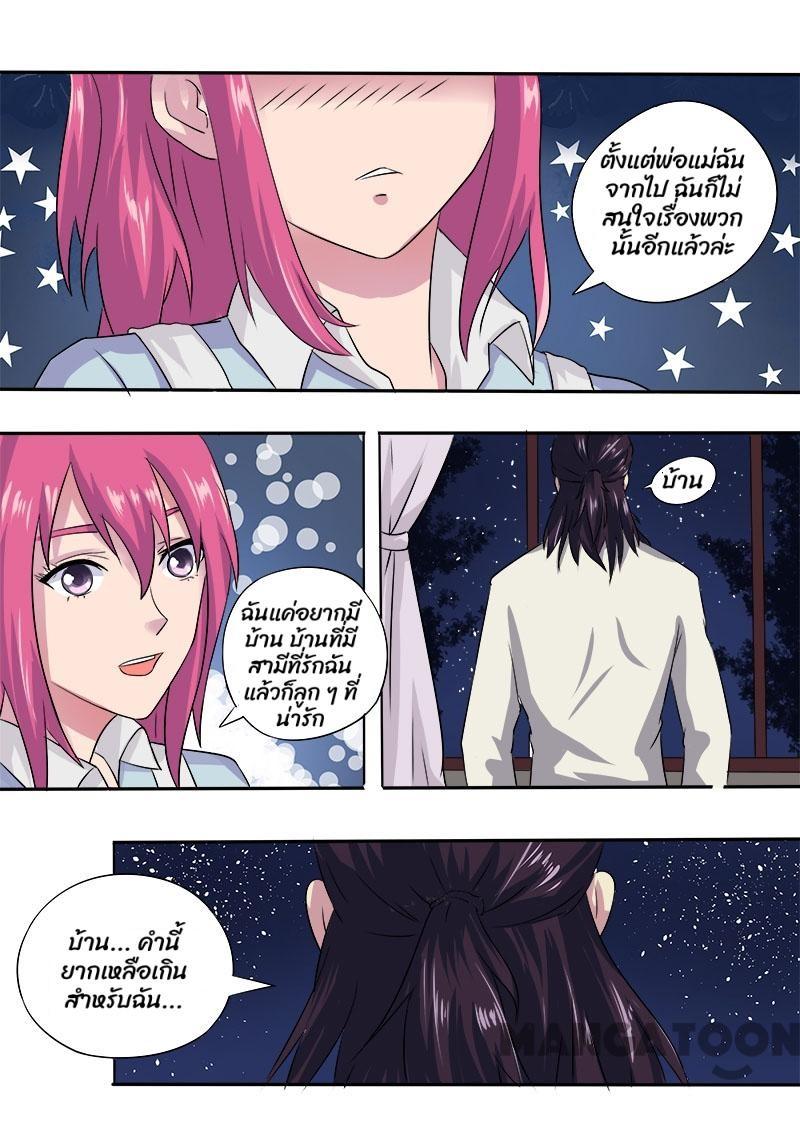 ตั้งแต่พ่อแม่ฉัน
จากไป ฉันก็ไม่
สนใจเรื่องพวก
นั้นอีกแล้วล่ะ
ฉันแค่อยากมี
บ้าน บ้านที่มี
สามีที่รักฉัน
แล้วก็ลูก ๆ ที่
น่ารัก
บ้าน
บ้าน... คำนี้
ยากเหลือเกิน
สำหรับฉัน...
MANGATOON